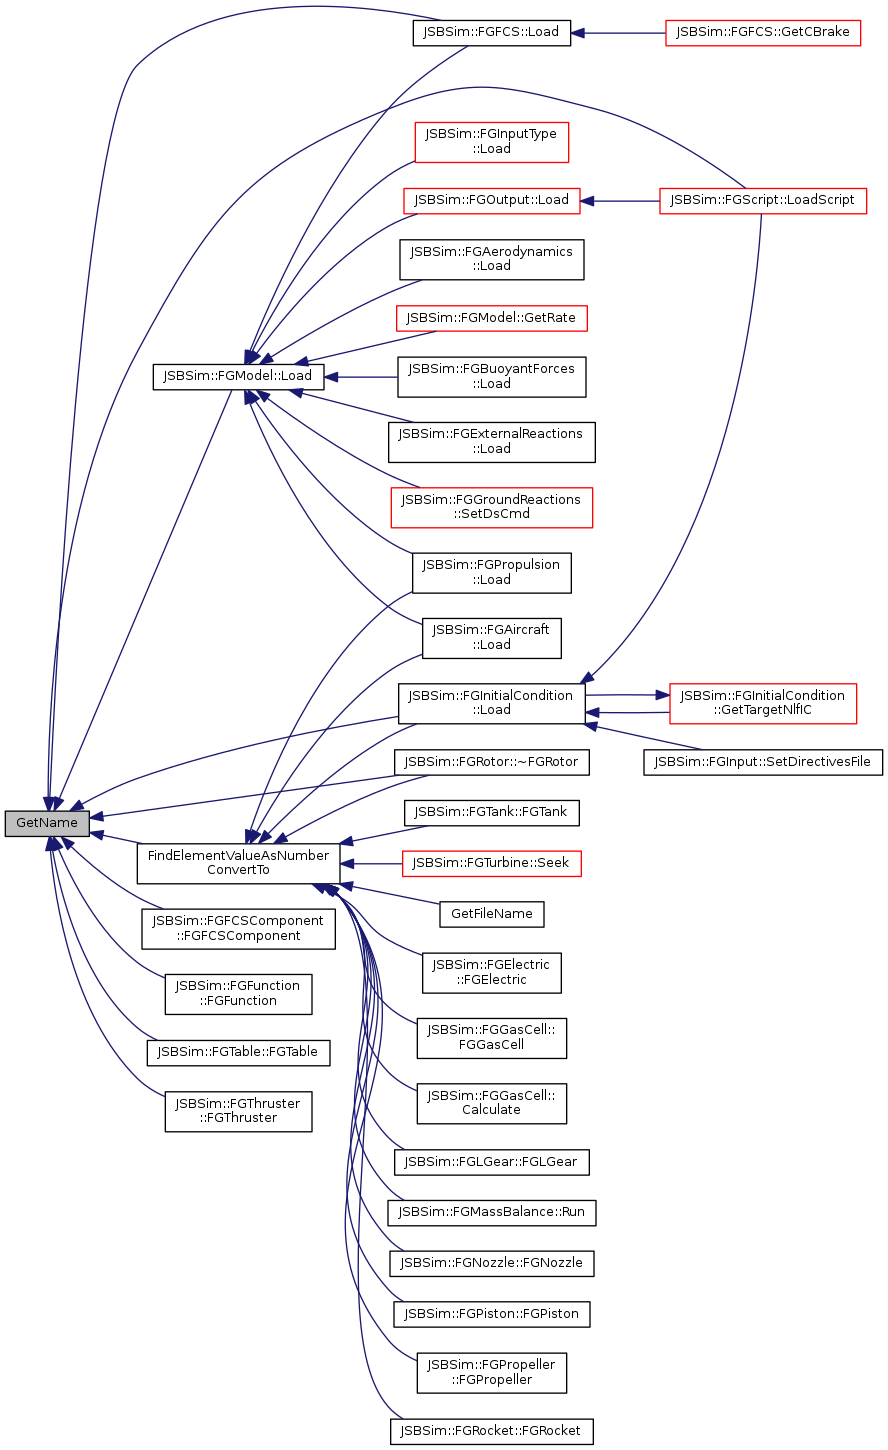 JSBSim::FGFCS::Load
JSBSim::FGFCS::GetCBrake
JSBSim::FGInputType
::Load
JSBSim::FGOutput::Load
JSBSim::FGScript::LoadScript
JSBSim::FGAerodynamics
::Load
JSBSim::FGModel::GetRate
JSBSim::FGModel::Load
JSBSim::FGBuoyantForces
::Load
JSBSim::FGExternalReactions
::Load
JSBSim::FGGroundReactions
::SetDsCmd
JSBSim::FGPropulsion
::Load
JSBSim::FGAircraft
::Load
JSBSim::FGInitialCondition
::Load
JSBSim::FGInitialCondition
::GetTargetNlfIC
JSBSim::FGRotor::~FGRotor
JSBSim::FGInput::SetDirectivesFile
JSBSim::FGTank::FGTank
GetName
FindElementValueAsNumber
ConvertTo
JSBSim::FGTurbine::Seek
GetFileName
JSBSim::FGFCSComponent
::FGFCSComponent
JSBSim::FGElectric
::FGElectric
JSBSim::FGFunction
::FGFunction
JSBSim::FGGasCell::
FGGasCell
JSBSim::FGTable::FGTable
JSBSim::FGGasCell::
Calculate
JSBSim::FGThruster
::FGThruster
JSBSim::FGLGear::FGLGear
JSBSim::FGMassBalance::Run
JSBSim::FGNozzle::FGNozzle
JSBSim::FGPiston::FGPiston
JSBSim::FGPropeller
::FGPropeller
JSBSim::FGRocket::FGRocket